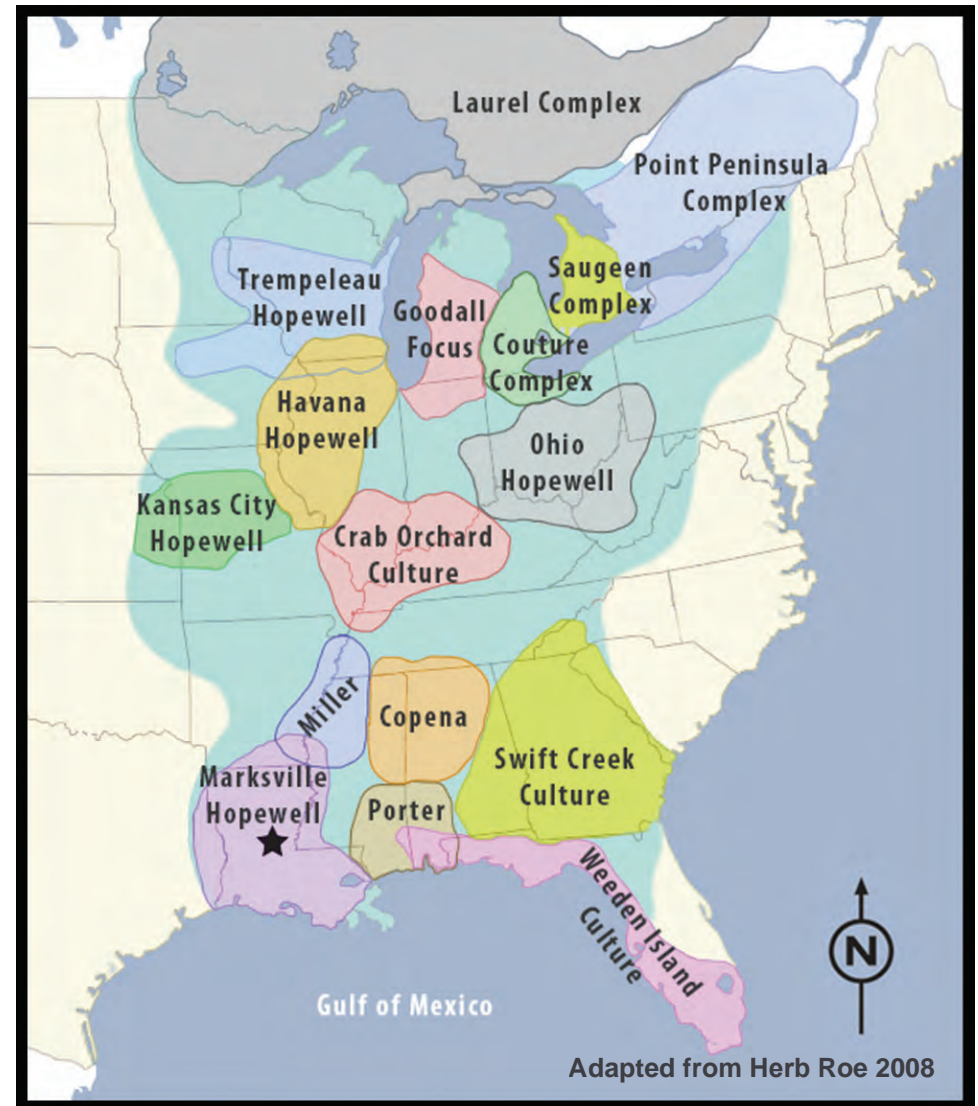 Laurel Complex
Point Peninsula
Complex
Trempeleau
Hopewell
Goodall
Focus
Saugeen
Complex
Couture
Complex
Havana
Hopewell
Ohio
Hopewell
Kansas City
Hopewell
Crab Orchard
Culture
Miller
Copena
Swift Creek
Culture
Marksville
Hopewell
Porter
Weeden Island
Culture
N
Gulf of Mexico
Adapted from Herb Roe 2008